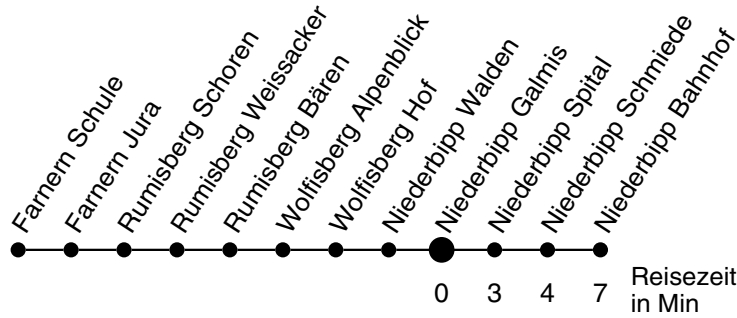 Farnern Schule
Farnern Jura
Rumisberg Schoren
Rumisberg Weissacker
Rumisberg Bären
Wolfisberg Alpenblick
Wolfisberg Hof
Niederbipp Walden
Niederbipp Galmis
Niederbipp Spital
Niederbipp Schmiede
Niederbipp Bahnhof
0 3 4 7 Reisezeit
in Min